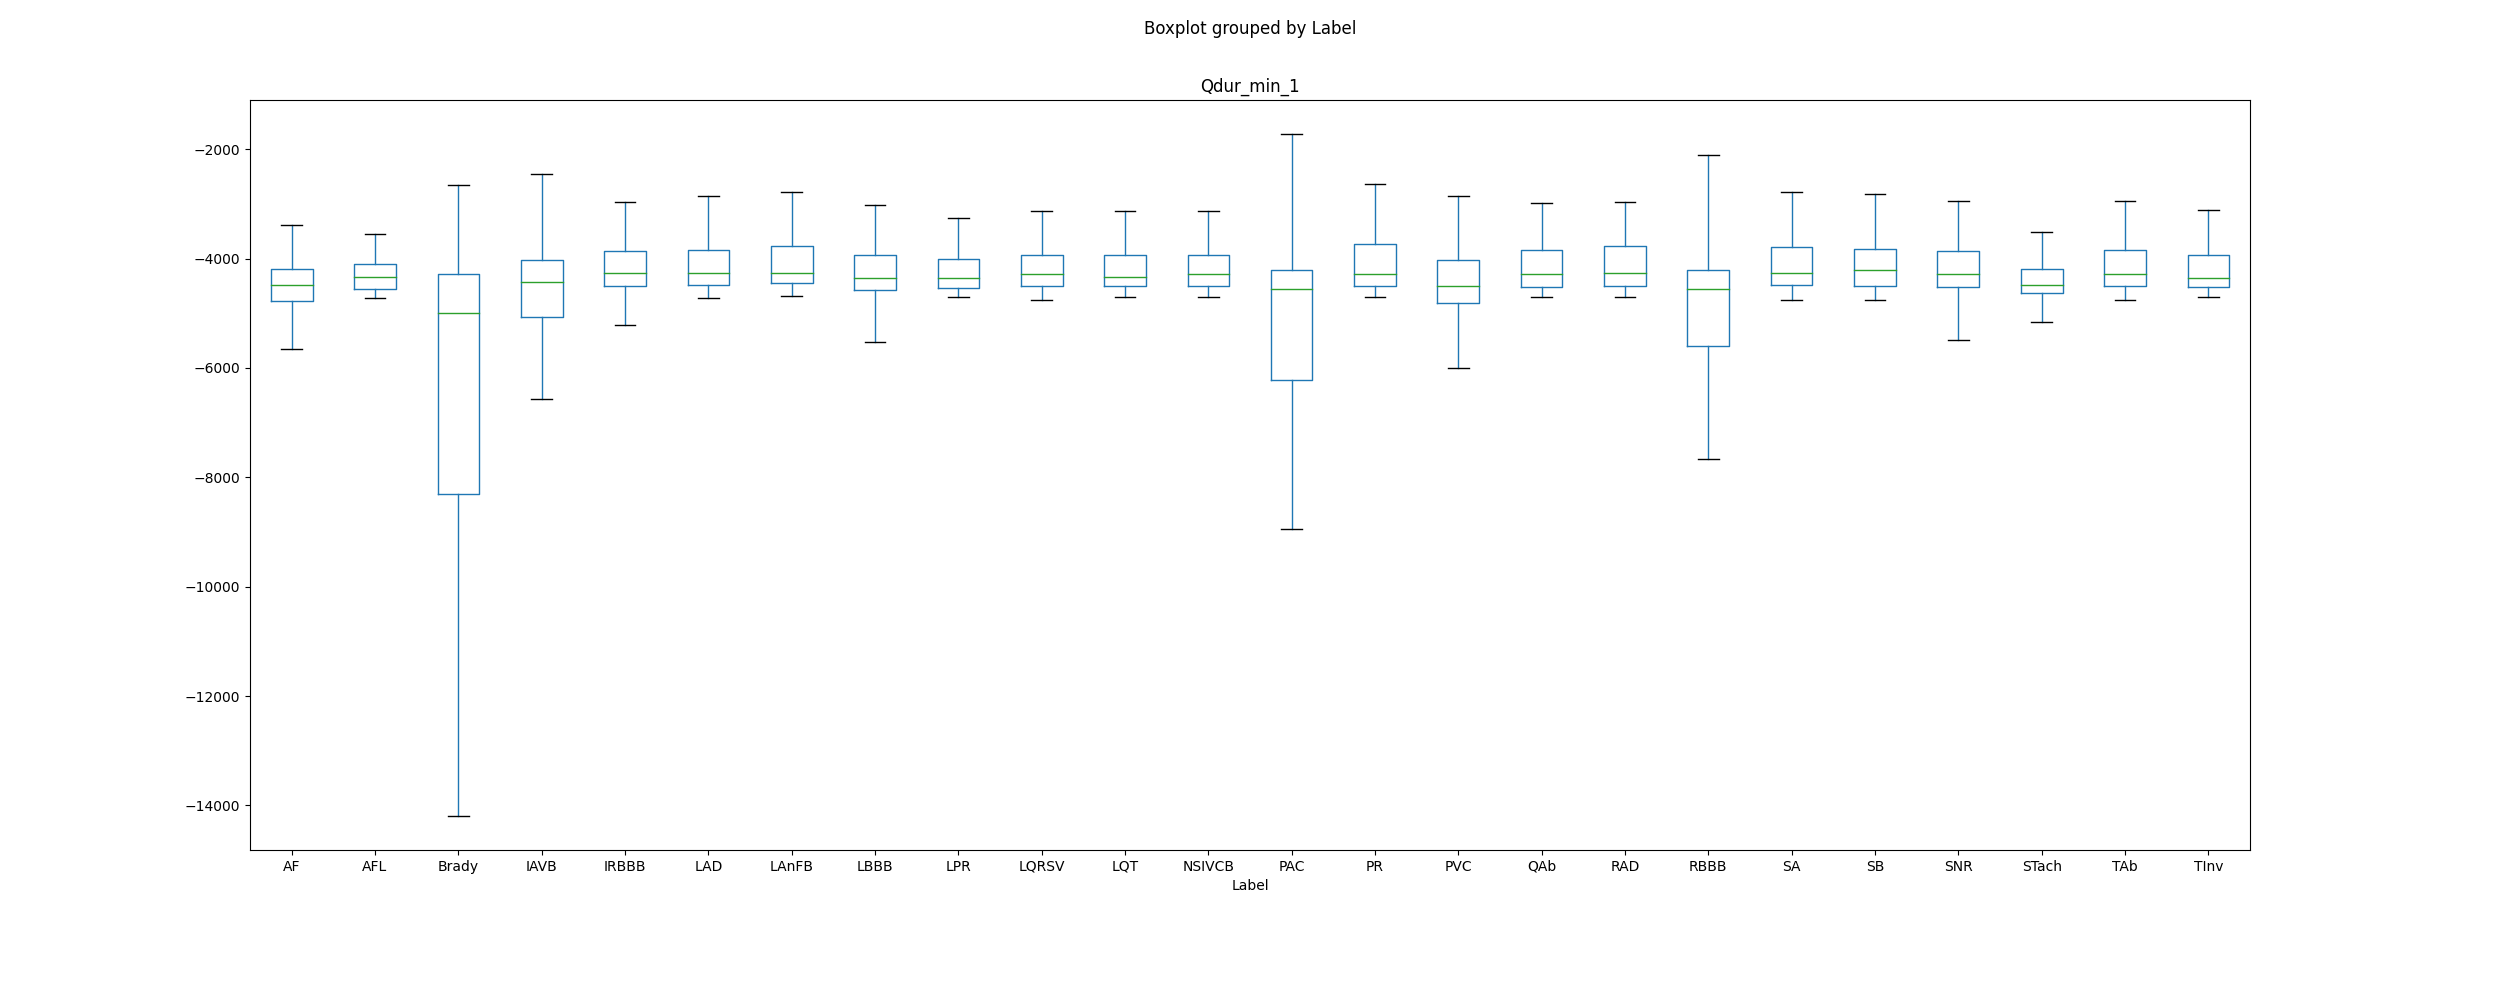 Boxplot grouped by Label
Qdur_min_1
−2000
−4000
−6000
−8000
−10000
−12000
−14000
AF AFL Brady IAVB IRBBB LAD LAnFB LBBB LPR LQRSV LQT NSIVCB PAC PR PVC QAb RAD RBBB SA SB SNR STach TAb TInv
Label